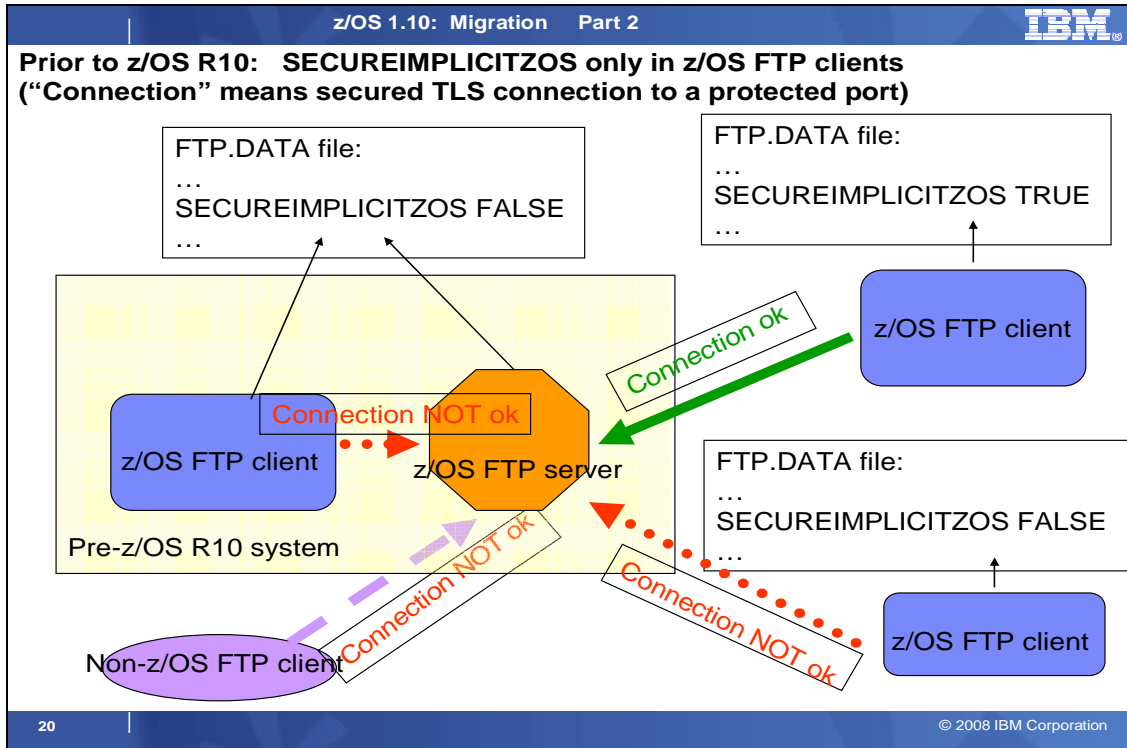 z/OS 1.10: Migration Part 2
IBM®
Prior to z/OS R10: SECUREIMPLICITZOS only in z/OS FTP clients
(“Connection” means secured TLS connection to a protected port)
FTP.DATA file:
…
SECUREIMPLICITZOS FALSE
…
FTP.DATA file:
…
SECUREIMPLICITZOS TRUE
…
z/OS FTP client
Connection ok
Connection NOT ok
z/OS FTP client
z/OS FTP server
FTP.DATA file:
…
SECUREIMPLICITZOS FALSE
…
Pre-z/OS R10 system
Connection NOT ok
Connection NOT ok
z/OS FTP client
Non-z/OS FTP client
20
© 2008 IBM Corporation